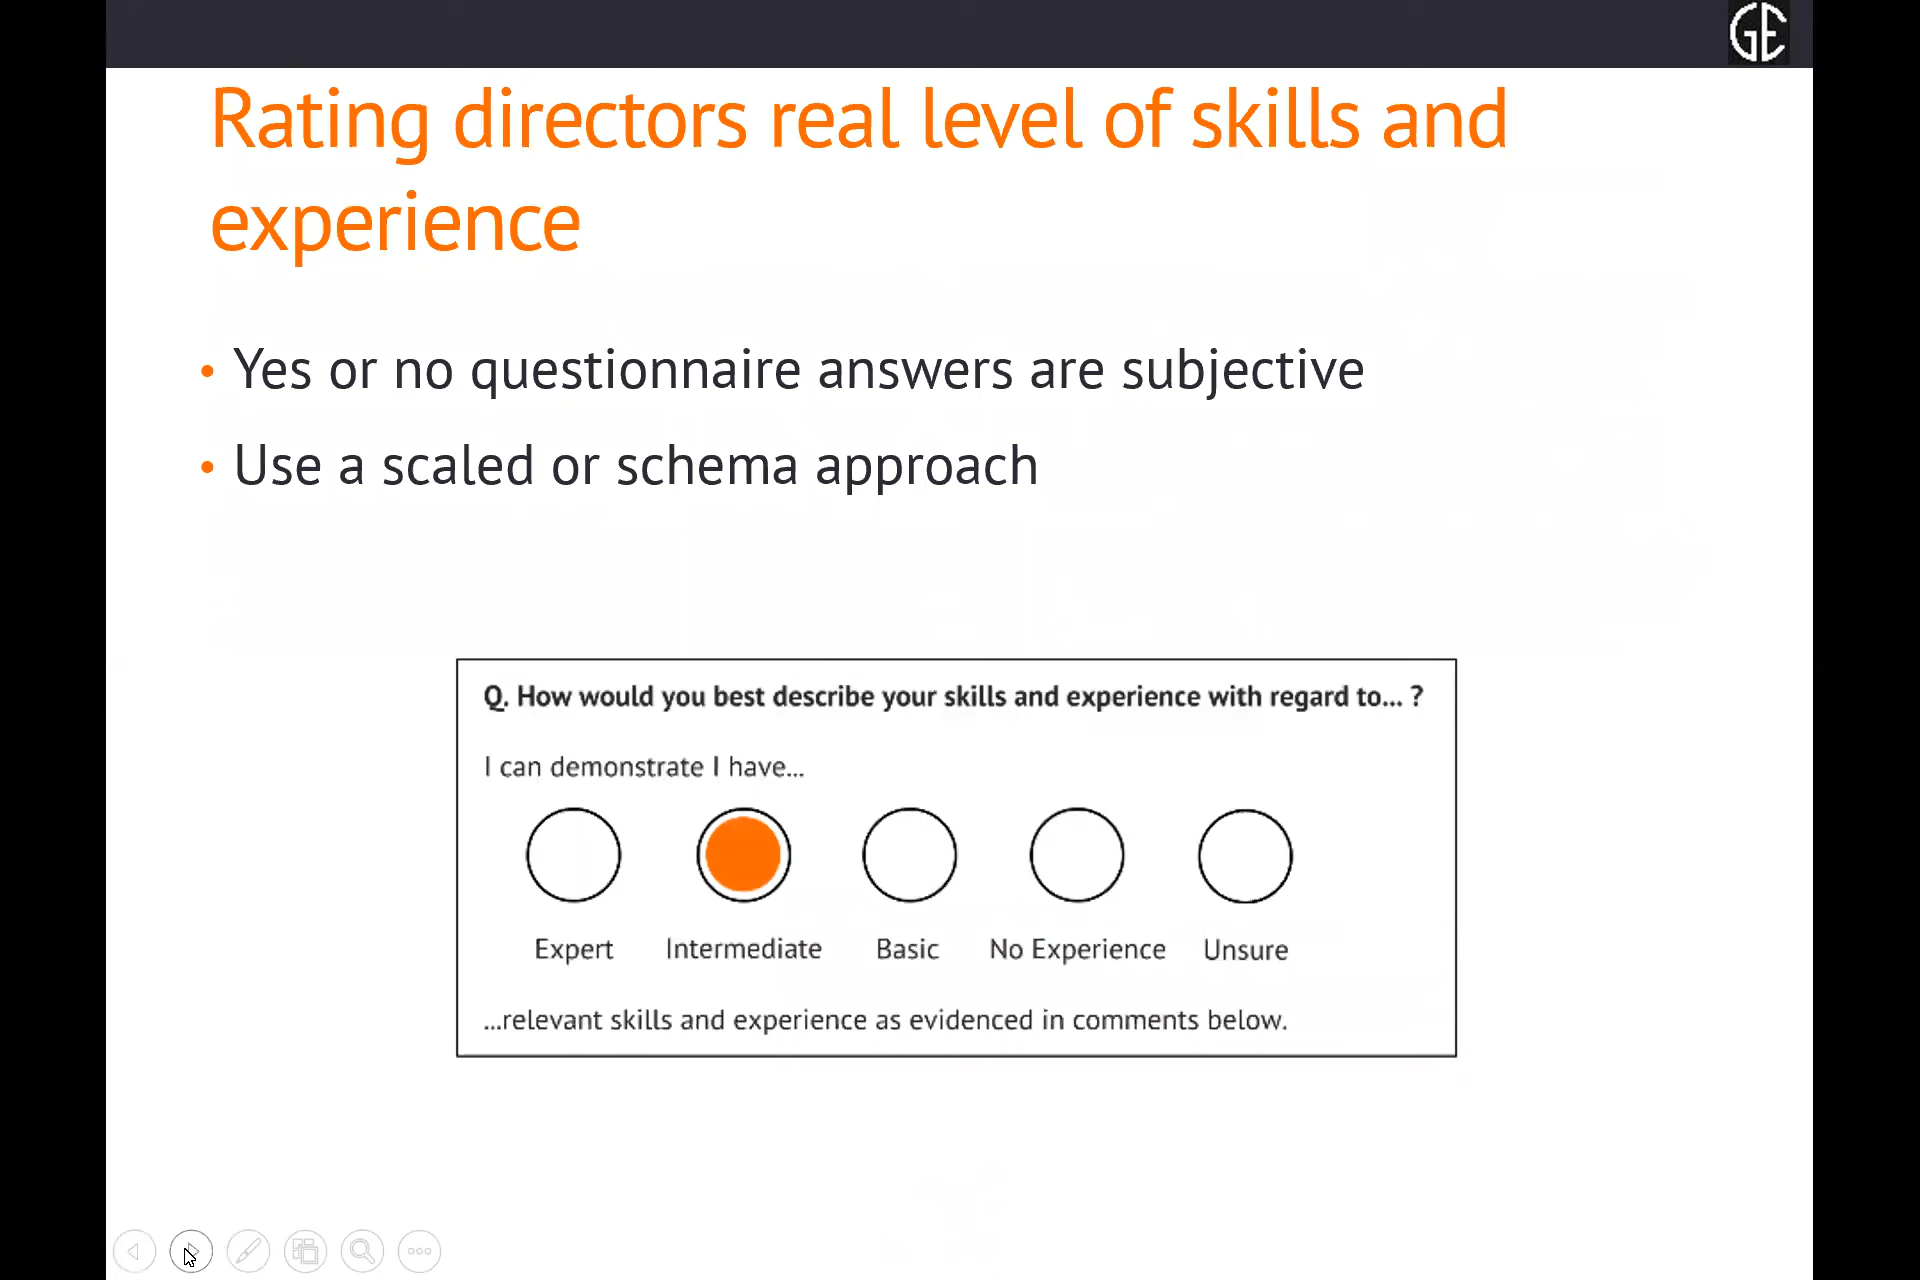 GE
Rating directors real level of skills and
experience
• Yes or no questionnaire answers are subjective
• Use a scaled or schema approach
Q. How would you best describe your skills and experience with regard to... ?
I can demonstrate I have...
Expert Intermediate Basic No Experience Unsure
...relevant skills and experience as evidenced in comments below.